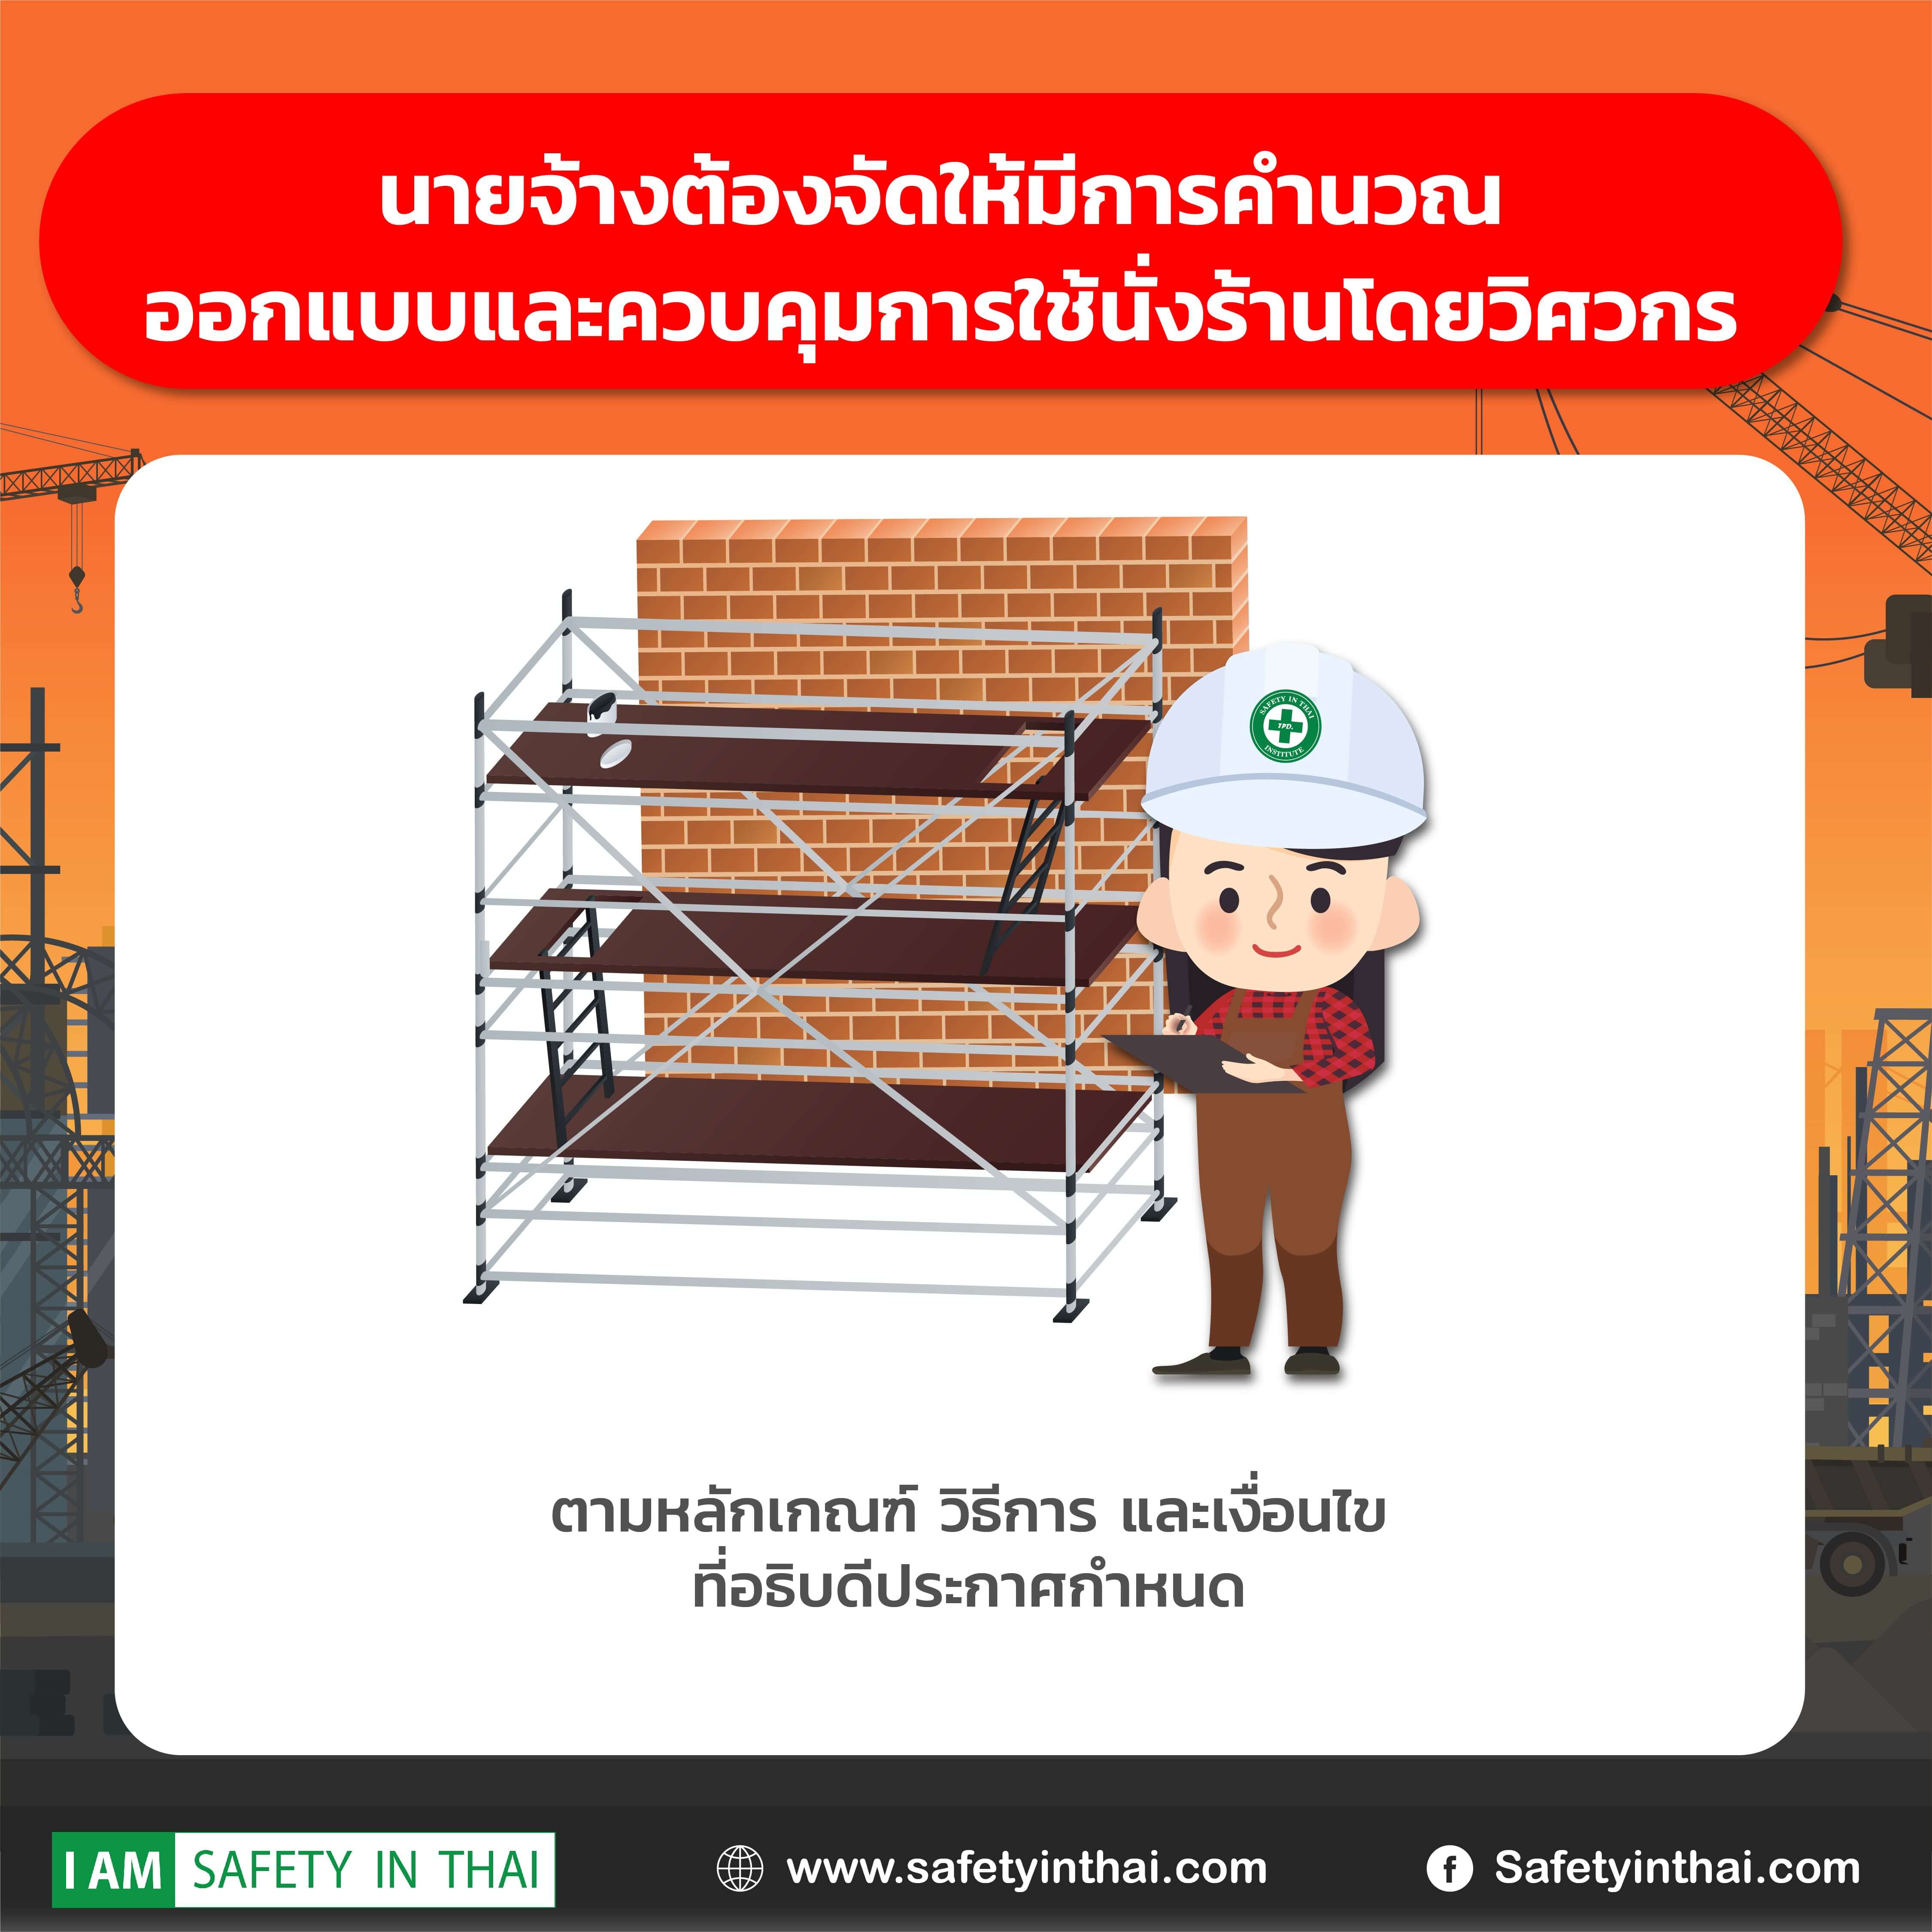 นายจ้างต้องจัดให้มีการคำนวณ
ออกแบบและควบคุมการใช้นั่งร้านโดยวิศวกร
SAFETY IN THAI
TPD.
INSTITUTE
ตามหลักเกณฑ์ วิธีการ และเงื่อนไข
ที่อธิบดีประกาศกำหนด
I AM SAFETY IN THAI
www.safetyinthai.com
f Safetyinthai.com